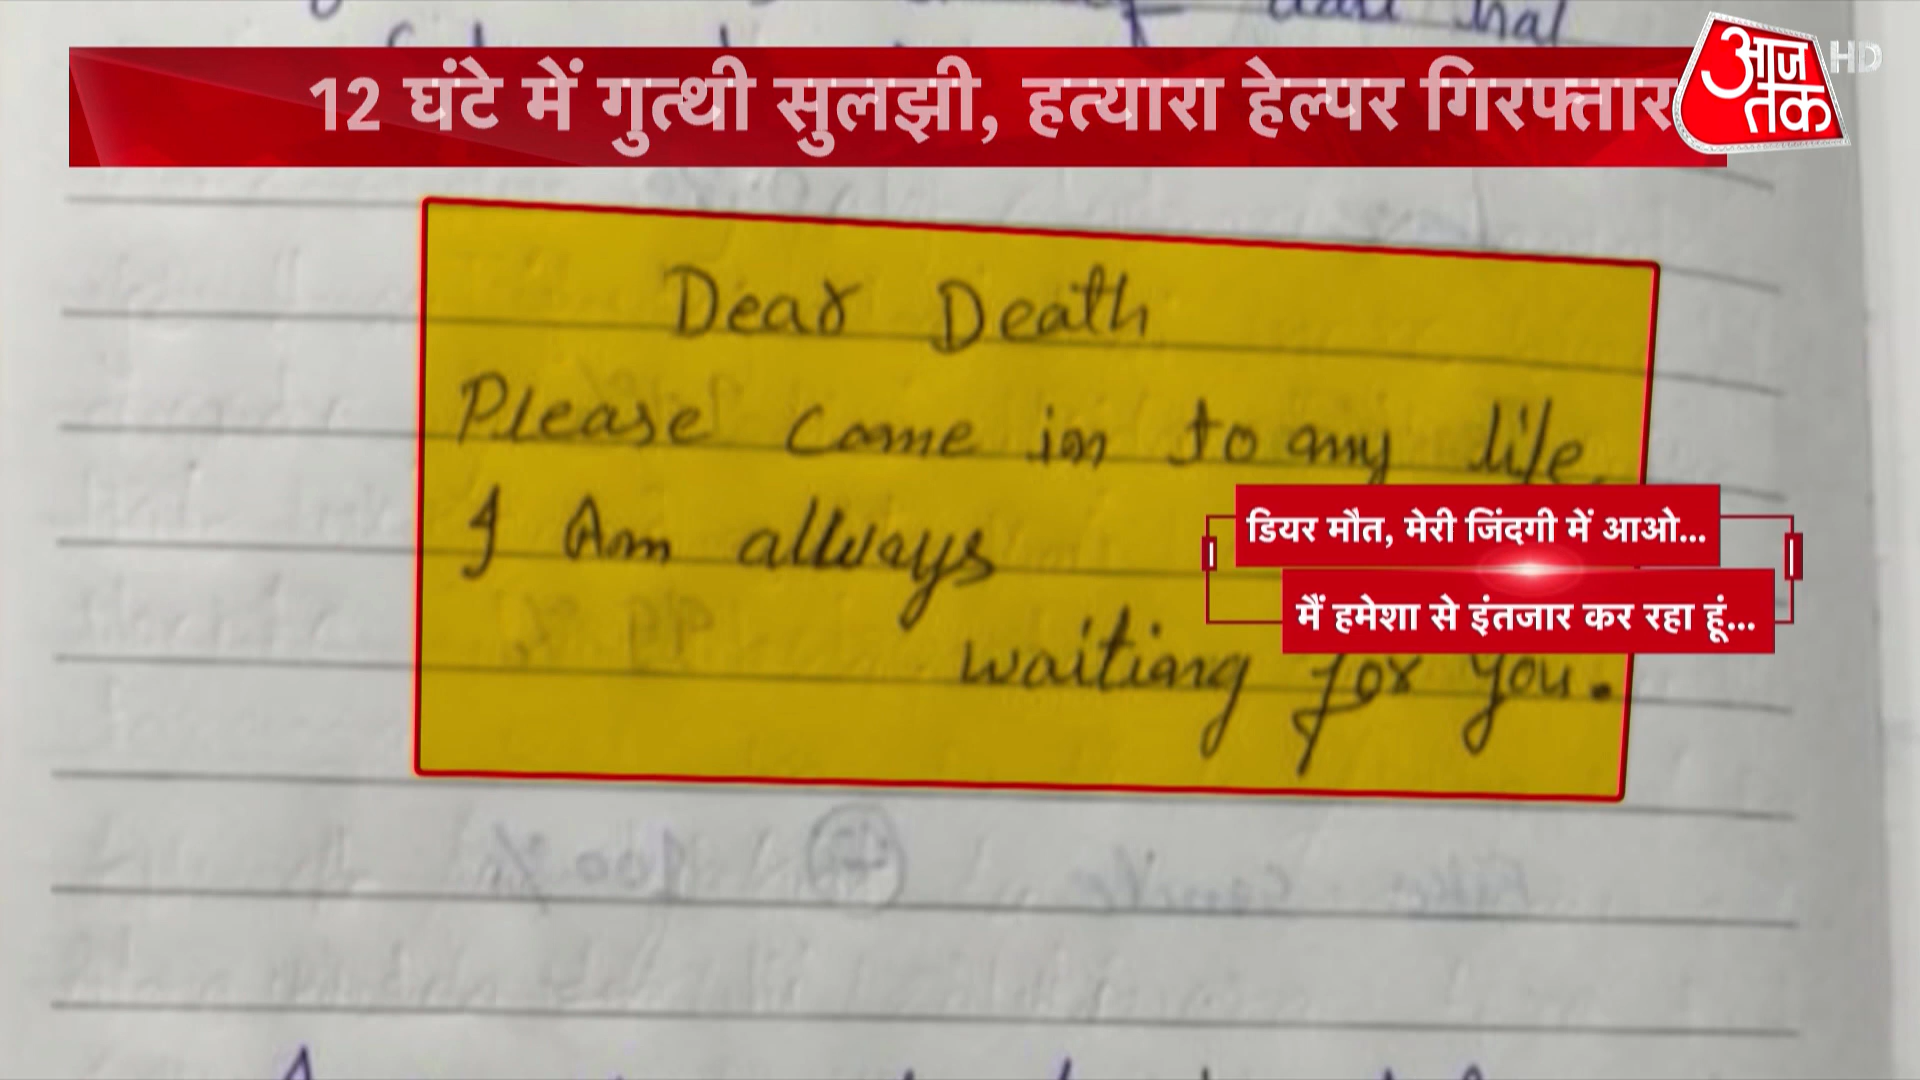 12 घंटे में गुत्थी सुलझी, हत्यारा हेल्पर गिरफ्तार
आज
तक
HD
Dear Death
Please come in to my life.
I Am allways
waiting for you.
डियर मौत, मेरी जिंदगी में आओ...
मैं हमेशा से इंतजार कर रहा हूं...